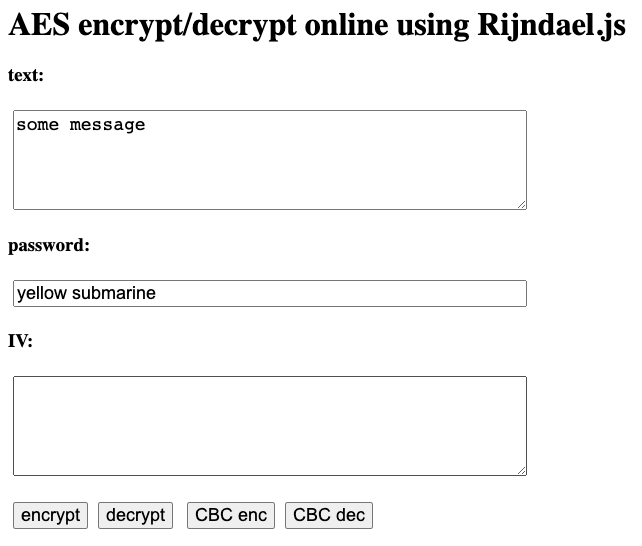 AES encrypt/decrypt online using Rijndael.js
text:
some message
password:
yellow submarine
IV:
encrypt decrypt CBC enc CBC dec